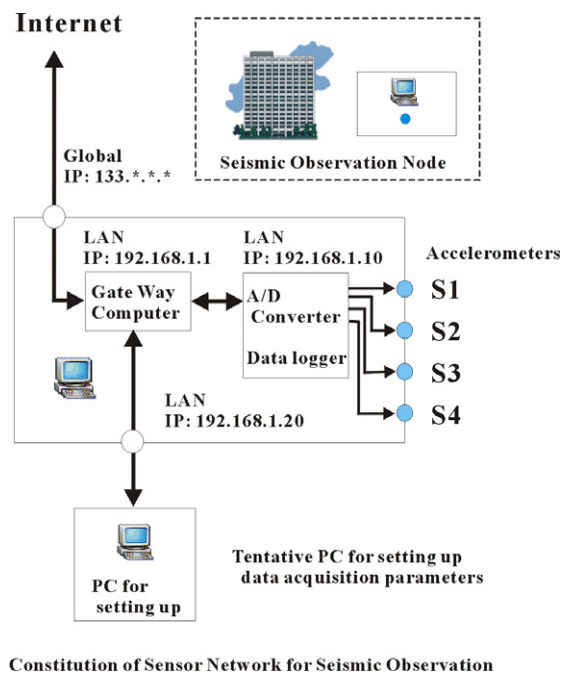 Internet
Seismic Observation Node
Global
IP: 133.*.*.*
LAN
IP: 192.168.1.1
LAN
IP: 192.168.1.10
Accelerometers
Gate Way
Computer
A/D
Converter
Data logger
S1
S2
S3
S4
LAN
IP: 192.168.1.20
PC for
setting up
Tentative PC for setting up
data acquisition parameters
Constitution of Sensor Network for Seismic Observation